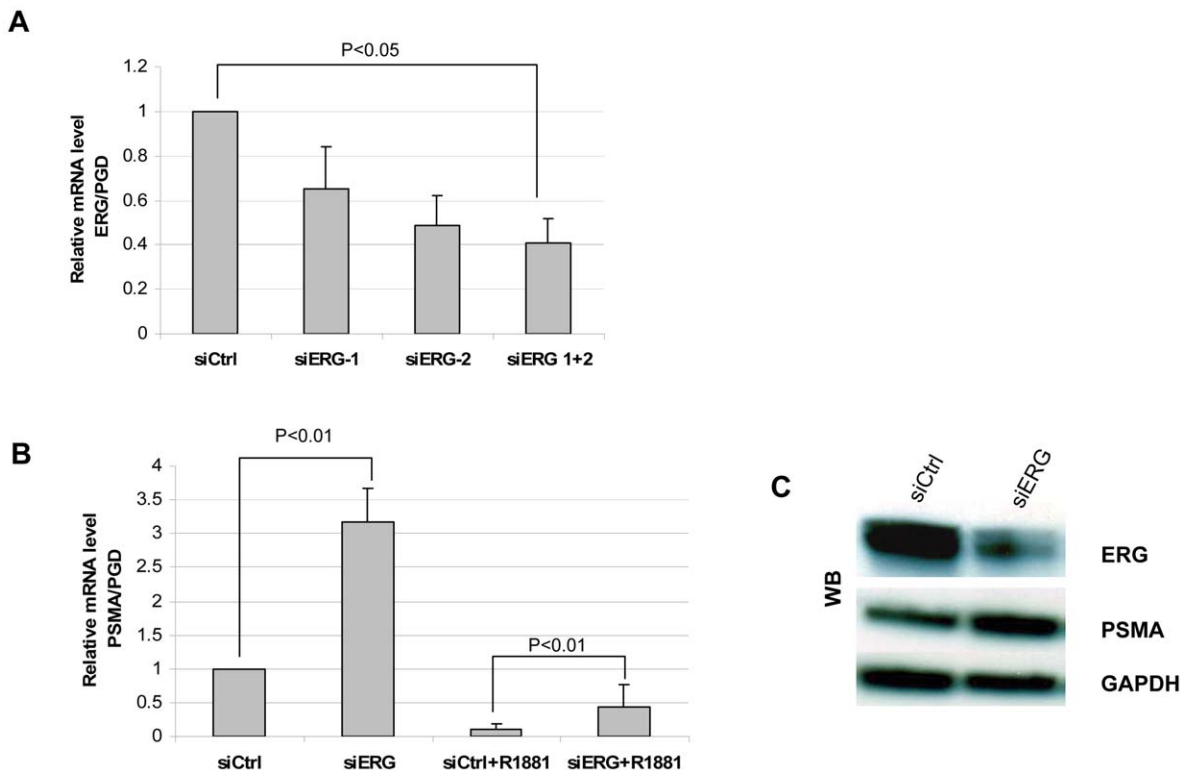 A
P<0.05
Relative mRNA level
ERG/PGD
1.2
1
0.8
0.6
0.4
0.2
0
siCtrl
siERG-1
siERG-2
siERG 1+2
B
P<0.01
Relative mRNA level
PSMA/PGD
4
3.5
3
2.5
2
1.5
1
0.5
0
P<0.01
siCtrl
siERG
siCtrl+R1881
siERG+R1881
C
siCtrl
siERG
WB
ERG
PSMA
GAPDH